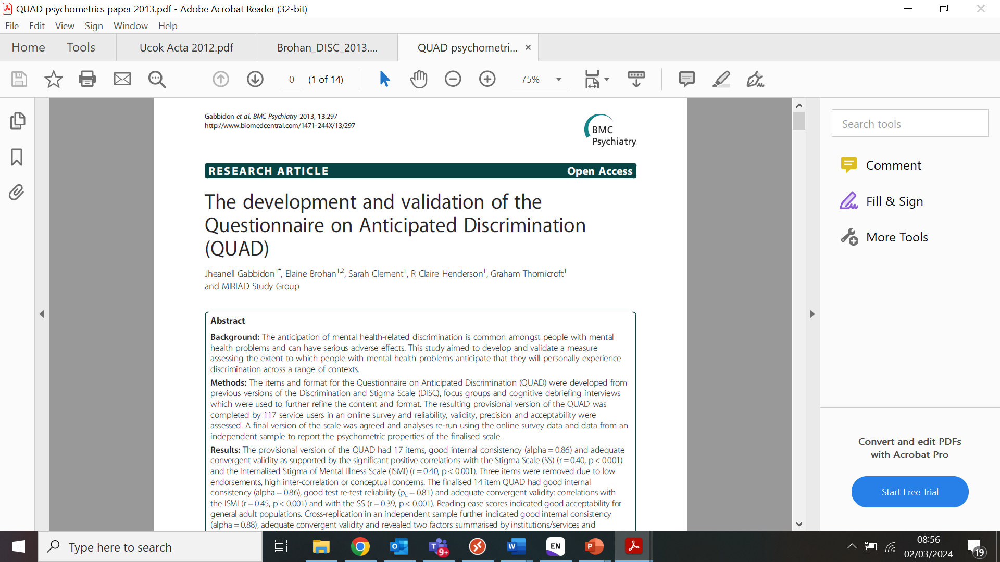 QUAD psychometrics paper 2013.pdf - Adobe Acrobat Reader (32-bit)
File Edit View Sign Window Help
Home Tools Ucok Acta 2012.pdf Brohan_DISC_2013.... QUAD psychometri... ×
0 (1 of 14) 75%
Gabbidon et al. BMC Psychiatry 2013, 13:297
http://www.biomedcentral.com/1471-244X/13/297
BMC
Psychiatry
RESEARCH ARTICLE Open Access
The development and validation of the
Questionnaire on Anticipated Discrimination
(QUAD)
Jheanell Gabbidon1*, Elaine Brohan1,2, Sarah Clement1, R Claire Henderson1, Graham Thornicroft1
and MIRIAD Study Group
Abstract
Background: The anticipation of mental health-related discrimination is common amongst people with mental
health problems and can have serious adverse effects. This study aimed to develop and validate a measure
assessing the extent to which people with mental health problems anticipate that they will personally experience
discrimination across a range of contexts.
Methods: The items and format for the Questionnaire on Anticipated Discrimination (QUAD) were developed from
previous versions of the Discrimination and Stigma Scale (DISC), focus groups and cognitive debriefing interviews
which were used to further refine the content and format. The resulting provisional version of the QUAD was
completed by 117 service users in an online survey and reliability, validity, precision and acceptability were
assessed. A final version of the scale was agreed and analyses re-run using the online survey data and data from an
independent sample to report the psychometric properties of the finalised scale.
Results: The provisional version of the QUAD had 17 items, good internal consistency (alpha = 0.86) and adequate
convergent validity as supported by the significant positive correlations with the Stigma Scale (SS) (r = 0.40, p < 0.001)
and the Internalised Stigma of Mental Illness Scale (ISMI) (r = 0.40, p < 0.001). Three items were removed due to low
endorsements, high inter-correlation or conceptual concerns. The finalised 14 item QUAD had good internal
consistency (alpha = 0.86), good test re-test reliability (ρc = 0.81) and adequate convergent validity: correlations with
the ISMI (r = 0.45, p < 0.001) and with the SS (r = 0.39, p < 0.001). Reading ease scores indicated good acceptability for
general adult populations. Cross-replication in an independent sample further indicated good internal consistency
(alpha = 0.88), adequate convergent validity and revealed two factors summarised by institutions/services and
Search tools
Comment
Fill & Sign
More Tools
Convert and edit PDFs
with Acrobat Pro
Start Free Trial
Type here to search
9+
EN
08:56
02/03/2024
19